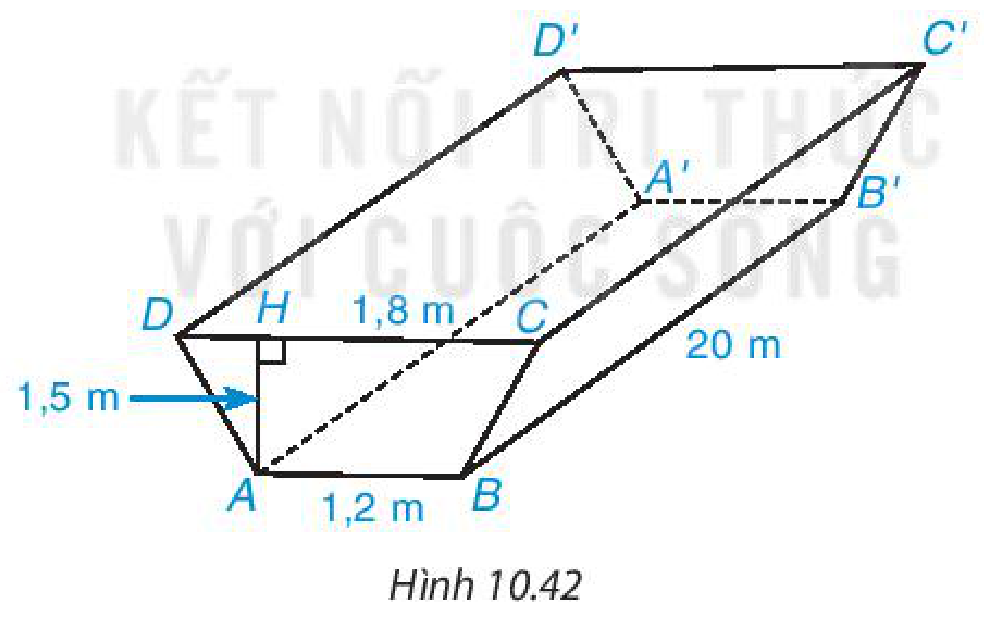 D' C'
KẾT NỐI TRI THỨC
A' B'
VỚI CUỘC SỐNG
D H 1,8 m C
20 m
1,5 m
A 1,2 m B
Hình 10.42